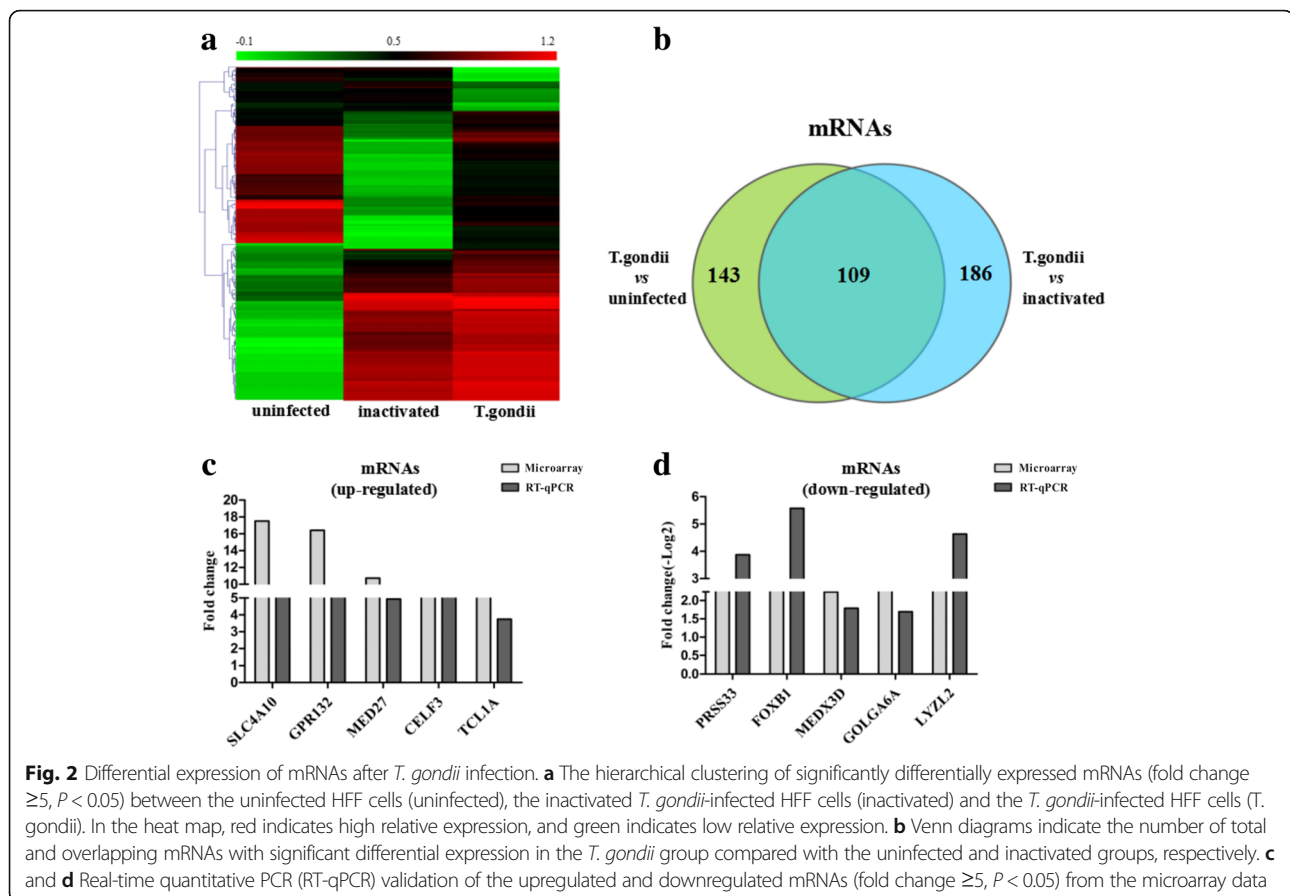 a
-0.1 0.5 1.2
uninfected inactivated T.gondii
b
mRNAs
T.gondii
vs
uninfected
143
109
186
T.gondii
vs
inactivated
c
mRNAs
(up-regulated)
Microarray
RT-qPCR
Fold change
20
18
16
14
12
10
5
4
3
2
1
0
SLC4A10
GPR132
MED27
CELF3
TCL1A
d
mRNAs
(down-regulated)
Microarray
RT-qPCR
Fold change(-Log2)
6
5
4
3
2.0
1.5
1.0
0.5
0.0
PRSS33
FOXB1
MEDX3D
GOLGA6A
LYZL2
Fig. 2 Differential expression of mRNAs after T. gondii infection. a The hierarchical clustering of significantly differentially expressed mRNAs (fold change
≥5, P < 0.05) between the uninfected HFF cells (uninfected), the inactivated T. gondii-infected HFF cells (inactivated) and the T. gondii-infected HFF cells (T.
gondii). In the heat map, red indicates high relative expression, and green indicates low relative expression. b Venn diagrams indicate the number of total
and overlapping mRNAs with significant differential expression in the T. gondii group compared with the uninfected and inactivated groups, respectively. c
and d Real-time quantitative PCR (RT-qPCR) validation of the upregulated and downregulated mRNAs (fold change ≥5, P < 0.05) from the microarray data